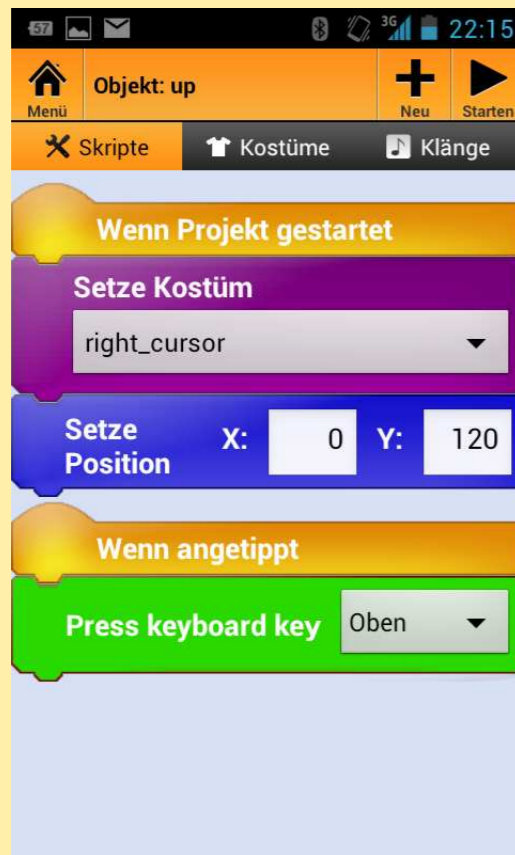 57
3G
22:15
Menü
Objekt: up
Neu
Starten
Skripte
Kostüme
Klänge
Wenn Projekt gestartet
Setze Kostüm
right_cursor
Setze
Position
X: 0 Y: 120
Wenn angetippt
Press keyboard key Oben